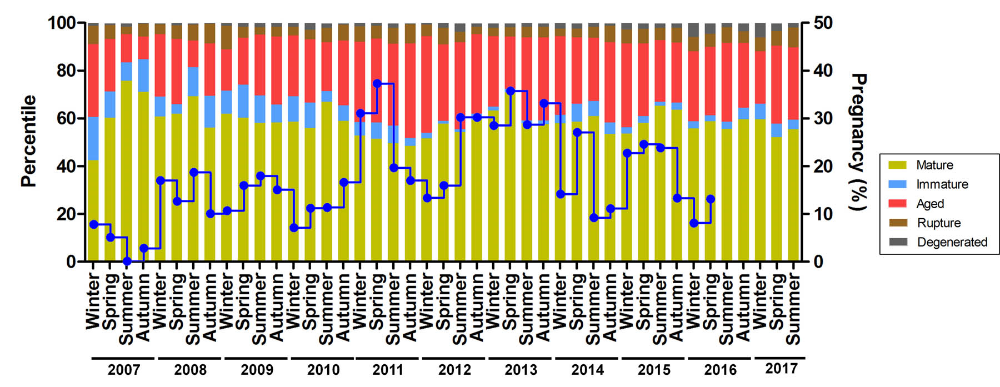 100
80
60
40
20
0
Percentile
50
40
30
20
10
0
Pregnancy (%)
Mature
Immature
Aged
Rupture
Degenerated
Winter
Spring
Summer
Autumn
Winter
Spring
Summer
Autumn
Winter
Spring
Summer
Autumn
Winter
Spring
Summer
Autumn
Winter
Spring
Summer
Autumn
Winter
Spring
Summer
Autumn
Winter
Spring
Summer
Autumn
Winter
Spring
Summer
Autumn
Winter
Spring
Summer
Autumn
Winter
Spring
Summer
Autumn
Winter
Spring
Summer
2007 2008 2009 2010 2011 2012 2013 2014 2015 2016 2017